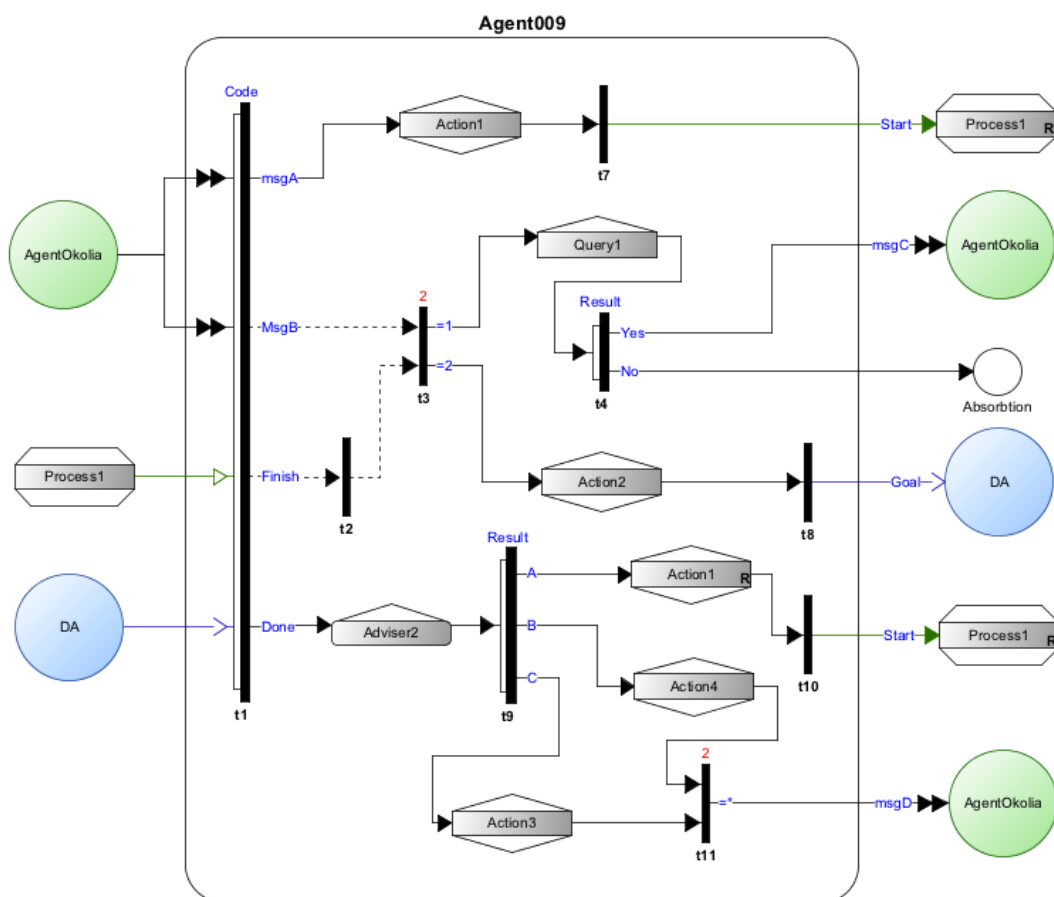 Agent009
Code
Action1
t7
Start
Process1
R
msgA
AgentOkolia
Query1
msgC
AgentOkolia
2
MsgB
=1
=2
t3
Result
Yes
No
t4
Absorbtion
Process1
Finish
t2
Action2
t8
Goal
DA
DA
Done
Adviser2
Result
A
B
C
t9
Action1
R
t10
Start
Process1
R
Action4
t1
2
=*
t11
msgD
AgentOkolia
Action3